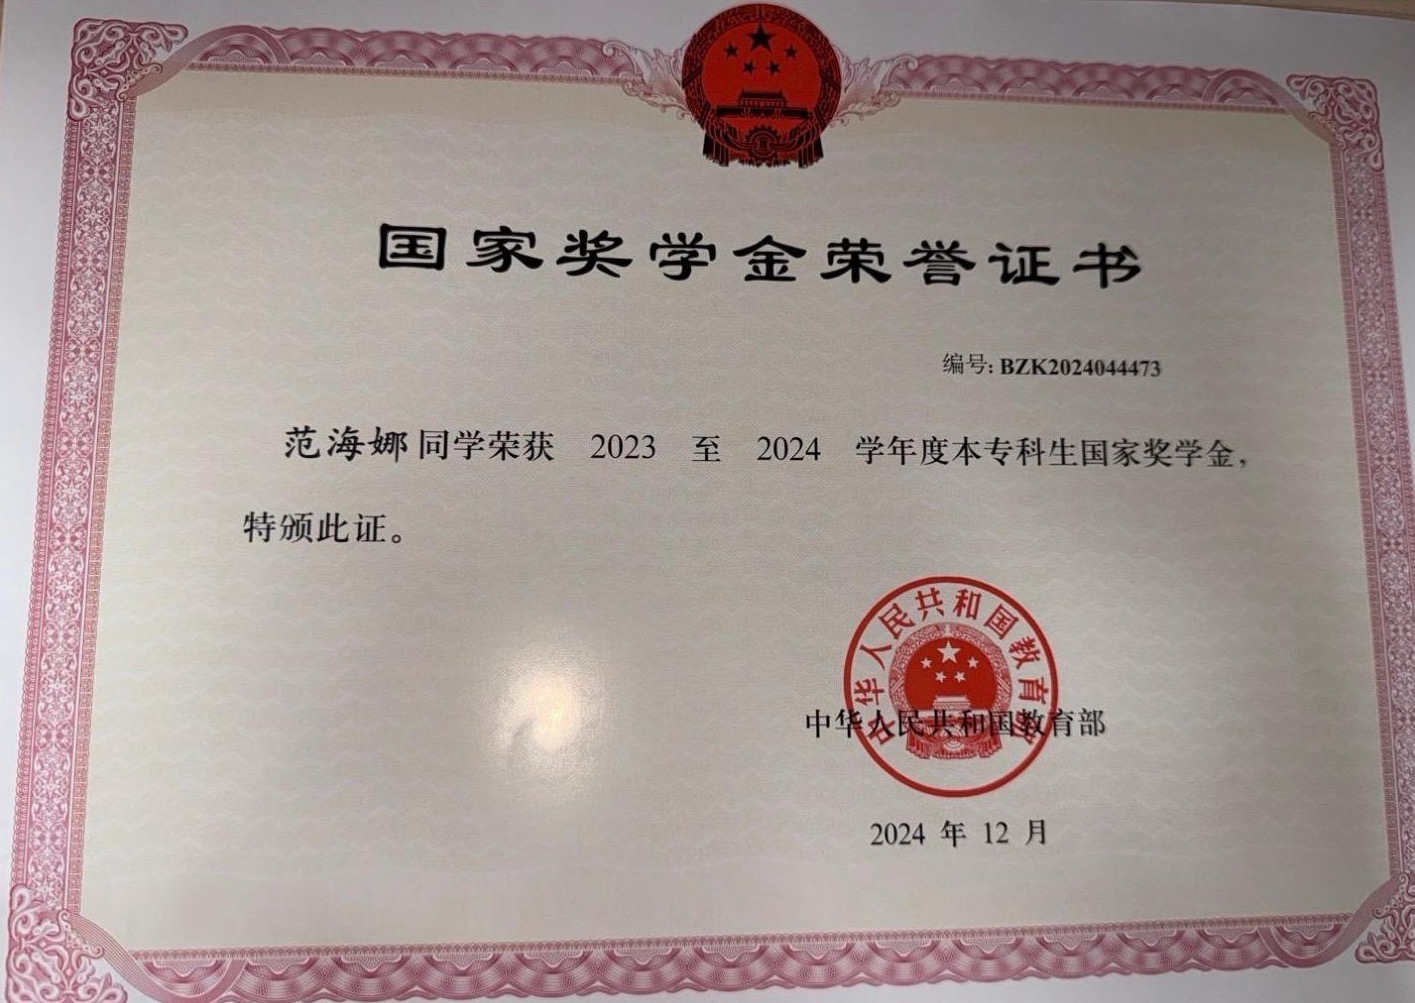 国家奖学金荣誉证书
编号: BZK2024044473
范海娜同学荣获 2023 至 2024 学年度本专科生国家奖学金，
特颁此证。
中华人民共和国教育部
中华人民共和国教育部
2024 年 12 月